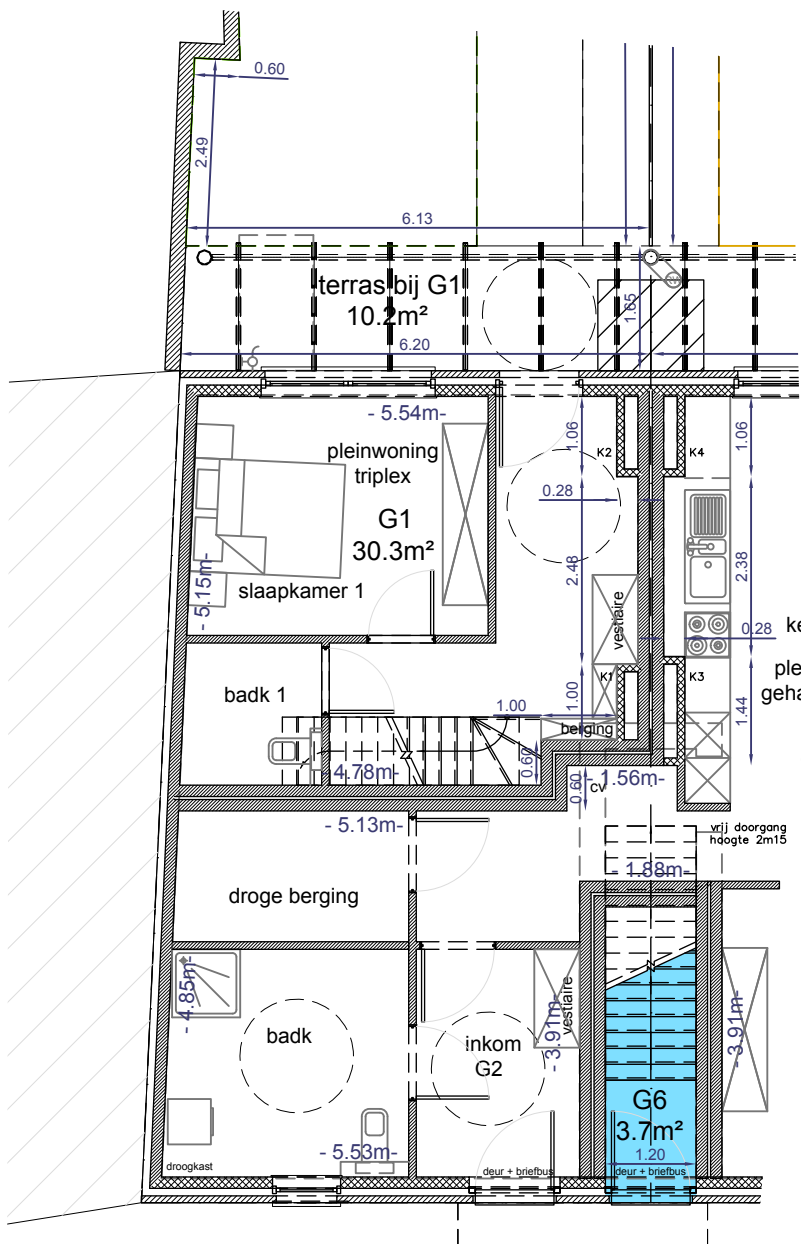 0.60
2.49
6.13
terras bij G1
10.2m²
1.65
6.20
- 5.54m-
pleinwoning
triplex
K2
K4
1.06
1.06
0.28
G1
30.3m²
- 5.15m-
slaapkamer 1
2.48
2.38
vestiaire
0.28
ke
K1
K3
ple
geha
badk 1
1.00
1.00
1.44
berging
0.60
- 4.78m-
0.60
CV
- 1.56m-
- 5.13m-
vrij doorgang
hoogte 2m15
- 1.88m-
droge berging
- 4.85m-
vestiaire
- 3.91m-
- 3.91m-
badk
inkom
G2
G6
3.7m²
- 5.53m-
1.20
droogkast
deur + briefbus
deur + briefbus